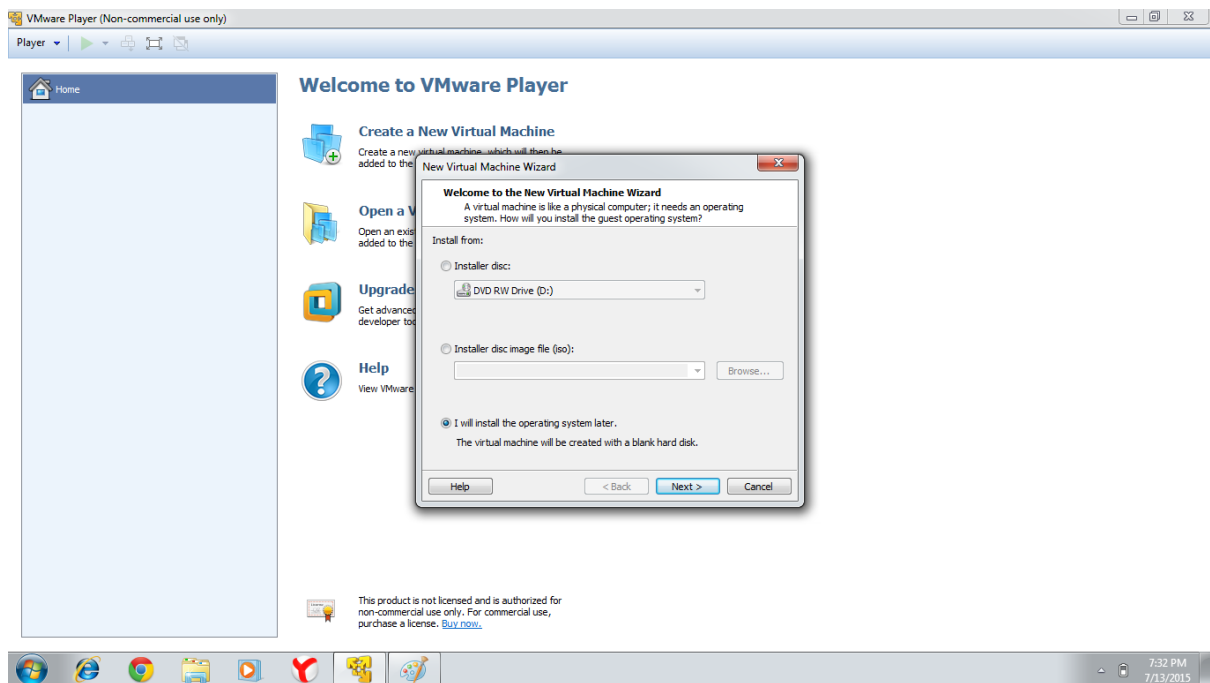 VMware Player (Non-commercial use only)
Player
Home
Welcome to VMware Player
Create a New Virtual Machine
Create a new virtual machine, which will then be
added to the
Open a V
Open an exis
added to the
Upgrade
Get advanced
developer too
Help
View VMware
New Virtual Machine Wizard
Welcome to the New Virtual Machine Wizard
A virtual machine is like a physical computer; it needs an operating
system. How will you install the guest operating system?
Install from:
Installer disc:
DVD RW Drive (D:)
Installer disc image file (iso):
Browse...
I will install the operating system later.
The virtual machine will be created with a blank hard disk.
Help
< Back
Next >
Cancel
This product is not licensed and is authorized for
non-commercial use only. For commercial use,
purchase a license. Buy now.
7:32 PM
7/13/2015